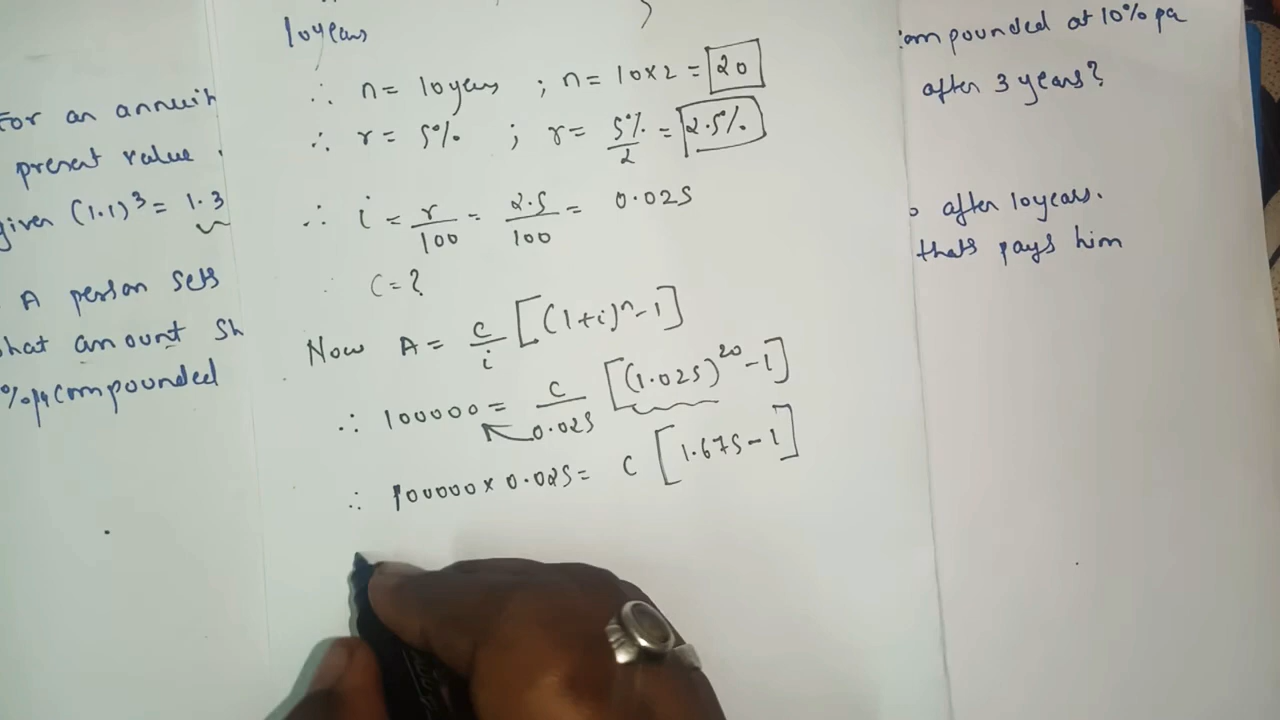 10years
∴ n = 10years ; n = 10×2 = 20
∴ r = 5% ; r = 5%/2 = 2.5%
∴ i = r/100 = 2.5/100 = 0.025
∴ C = ?
Now A = C/i [(1+i)^n - 1]
∴ 100000 = C/0.025 [(1.025)^20 - 1]
∴ 100000 × 0.025 = C [1.675 - 1]
For an annuit
present value
given (1.1)³ = 1.3
A person sets
what amount Sh
%pa compounded
compounded at 10% pa
after 3 years?
after 10years.
thats pays him